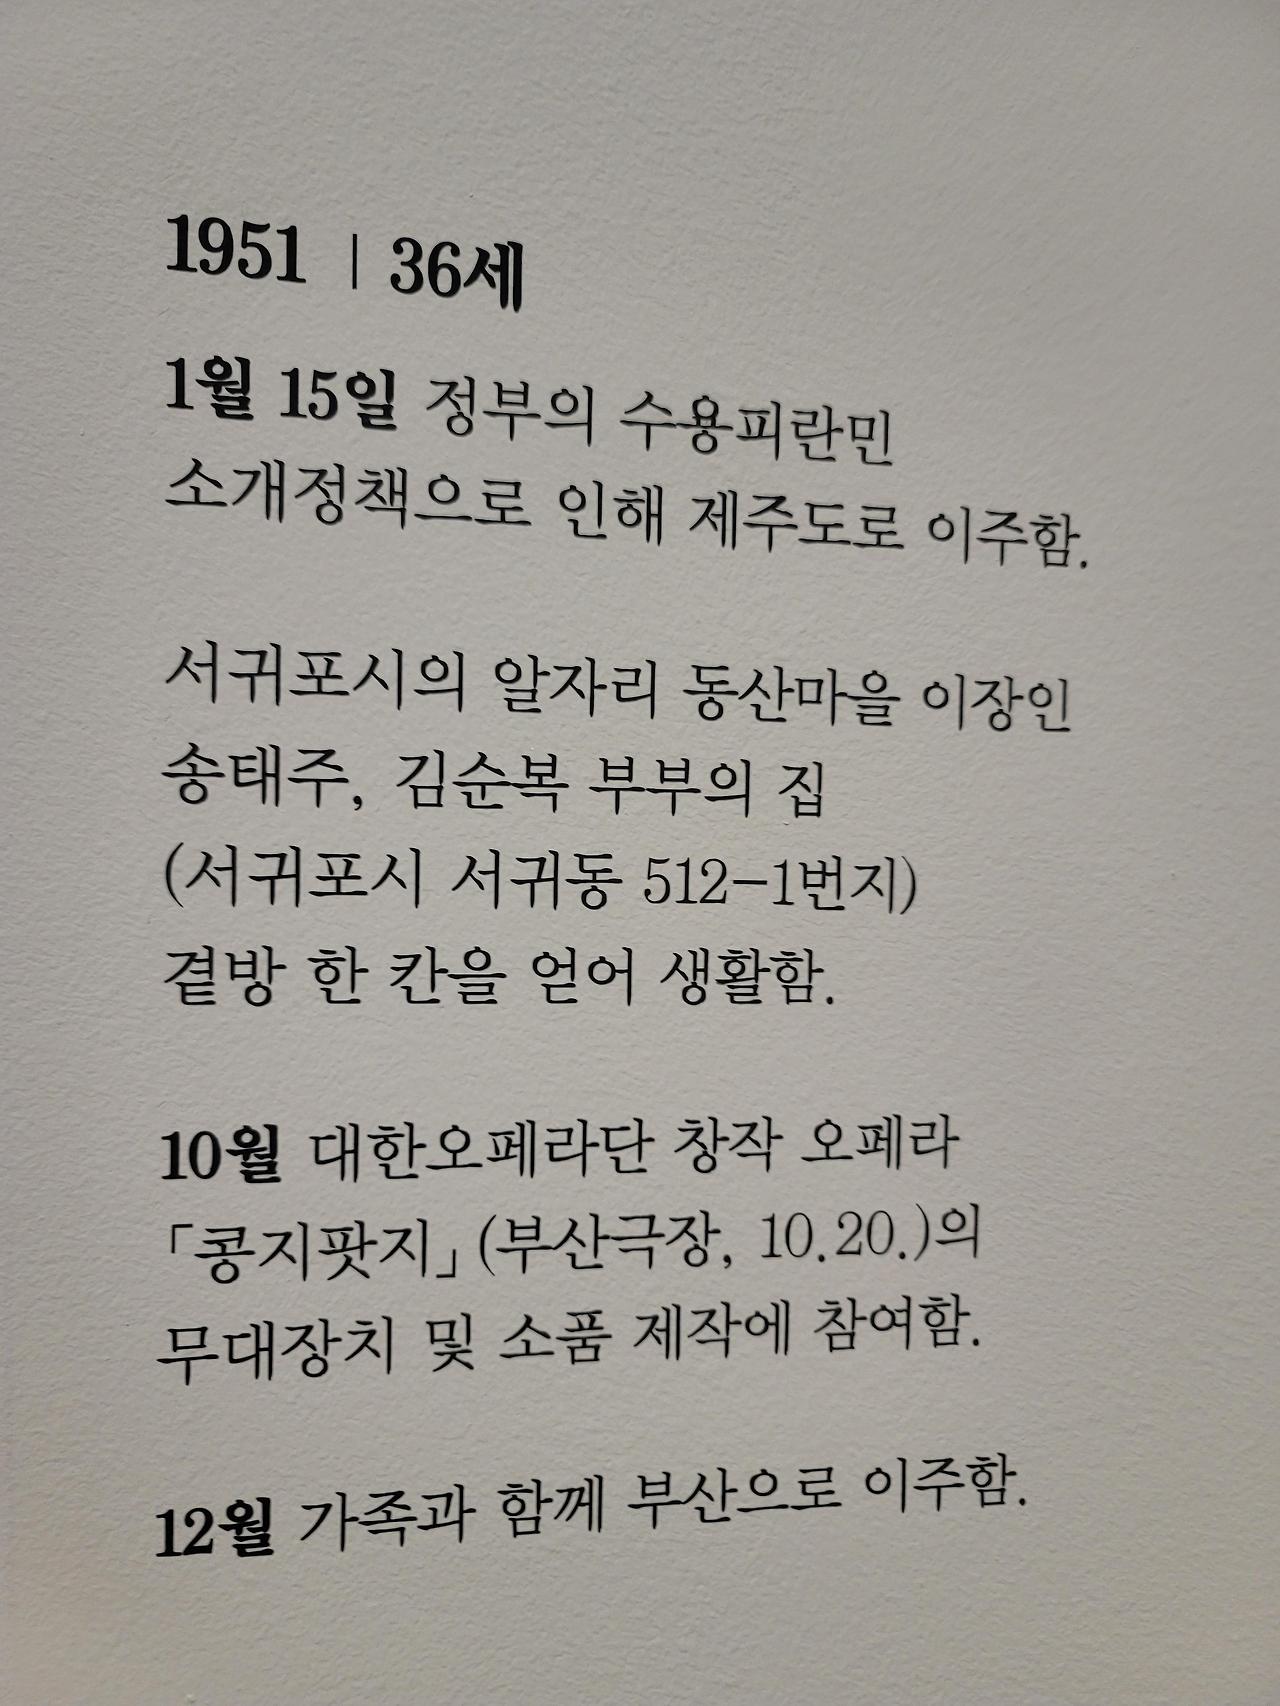 1951 | 36세
1월 15일 정부의 수용피란민
소개정책으로 인해 제주도로 이주함.
서귀포시의 알자리 동산마을 이장인
송태주, 김순복 부부의 집
(서귀포시 서귀동 512-1번지)
곁방 한 칸을 얻어 생활함.
10월 대한오페라단 창작 오페라
「콩지팟지」(부산극장, 10.20.)의
무대장치 및 소품 제작에 참여함.
12월 가족과 함께 부산으로 이주함.